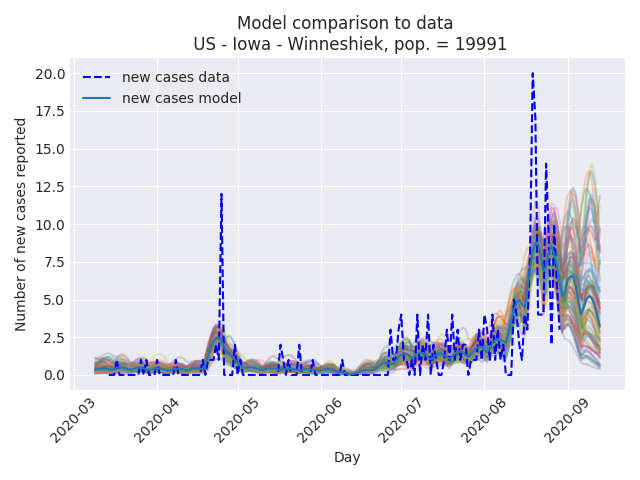 Model comparison to data
US - Iowa - Winneshiek, pop. = 19991
new cases data
new cases model
Number of new cases reported
20.0
17.5
15.0
12.5
10.0
7.5
5.0
2.5
0.0
2020-03
2020-04
2020-05
2020-06
2020-07
2020-08
2020-09
Day